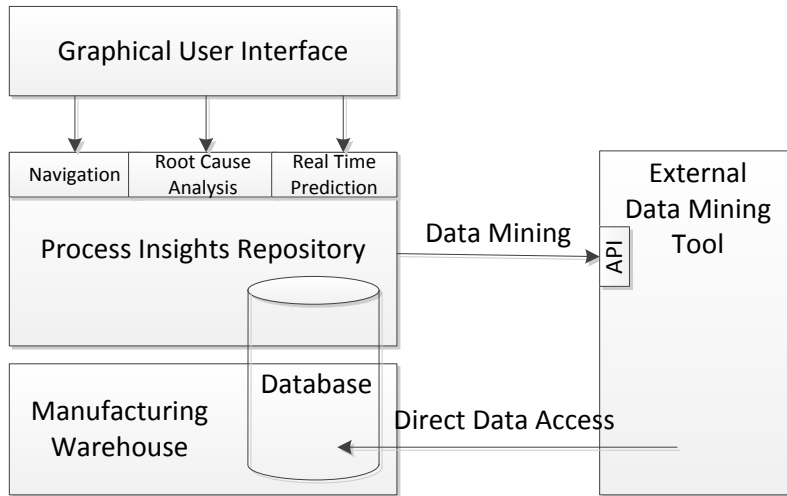 Graphical User Interface
Navigation
Root Cause
Analysis
Real Time
Prediction
Process Insights Repository
Data Mining
API
External
Data Mining
Tool
Database
Manufacturing
Warehouse
Direct Data Access